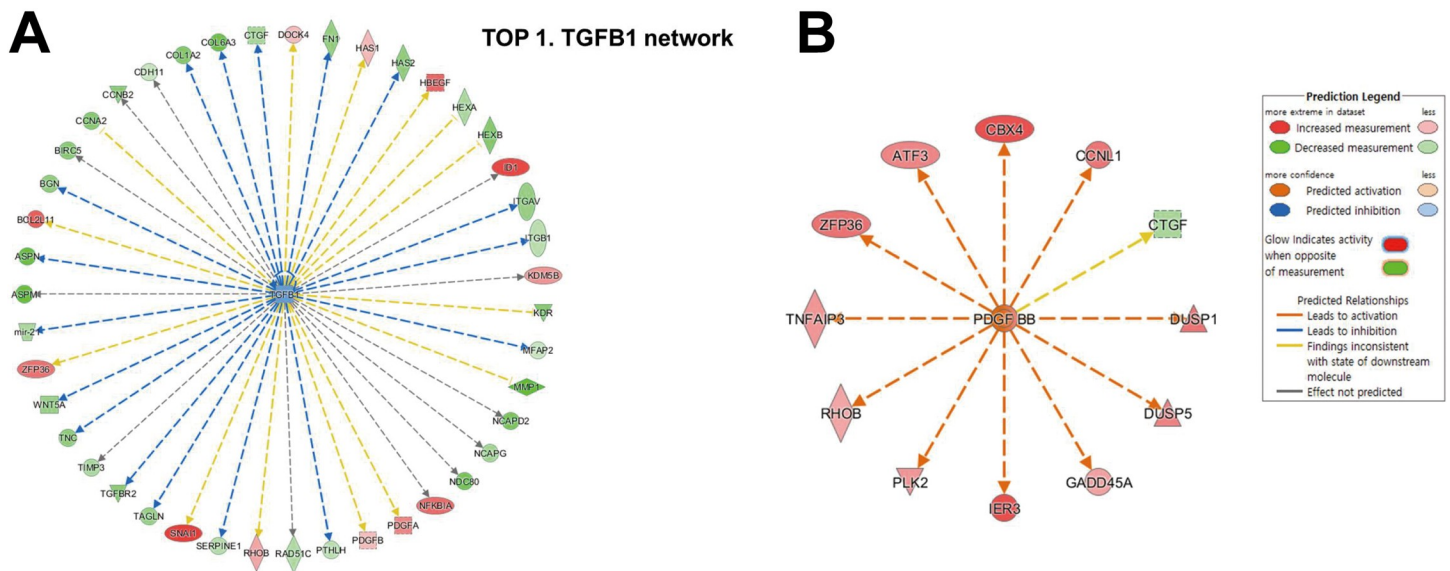 A
TOP 1. TGFB1 network
B
CTGF
DOCK4
FN1
HAS1
HAS2
HBEGF
HEXA
HEXB
ID1
ITGAV
ITGB1
KDM5B
KDR
MFAP2
MMP1
NCAPD2
NCAPG
NDC80
NFKBIA
PDGFA
PDGFB
PTHLH
RAD51C
RHOB
SERPINE1
SNAI1
TAGLN
TGFBR2
TIMP3
TNC
WNT5A
ZFP36
mir-21
ASPM
ASPN
BCL2L11
BGN
BIRC5
CCNA2
CCNB2
CDH11
COL1A2
COL6A3
TGFB1
CBX4
CCNL1
CTGF
DUSP1
DUSP5
GADD45A
IER3
PLK2
RHOB
TNFAIP3
ZFP36
ATF3
PDGF BB
Prediction Legend
more extreme in dataset less
Increased measurement
Decreased measurement
more confidence less
Predicted activation
Predicted inhibition
Glow Indicates activity
when opposite
of measurement
Predicted Relationships
Leads to activation
Leads to inhibition
Findings inconsistent
with state of downstream
molecule
Effect not predicted